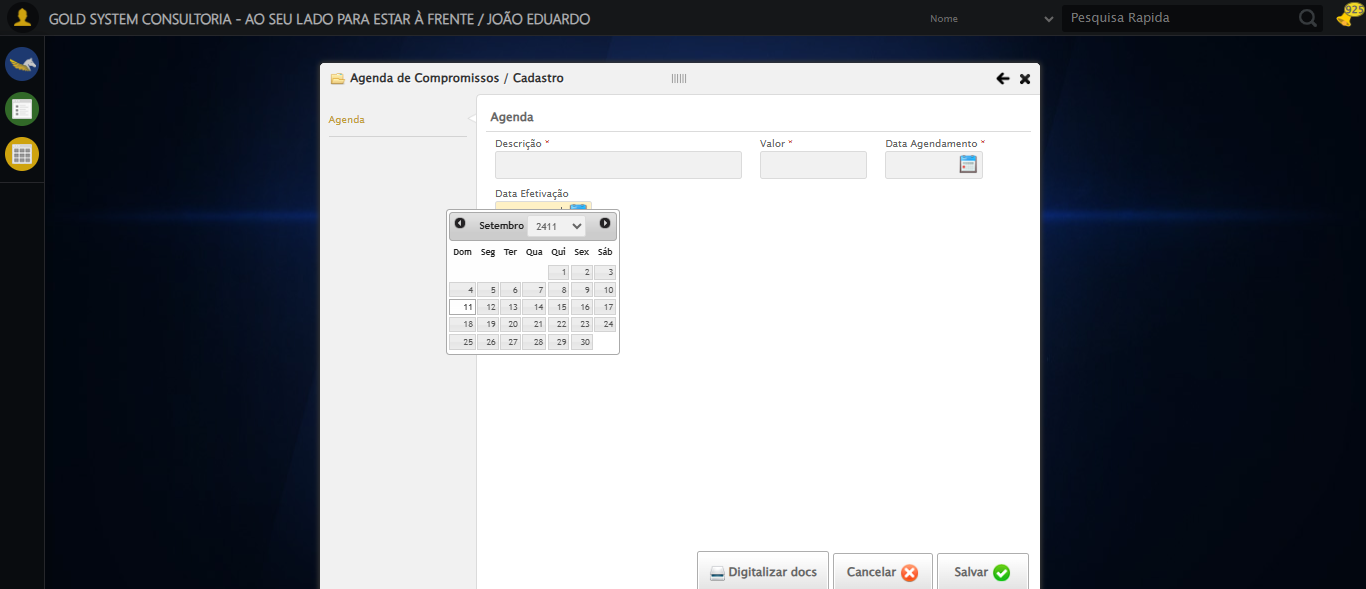 GOLD SYSTEM CONSULTORIA - AO SEU LADO PARA ESTAR À FRENTE / JOÃO EDUARDO
Nome
Pesquisa Rapida
925
Agenda de Compromissos / Cadastro
Agenda
Agenda
Descrição *
Valor *
Data Agendamento *
Data Efetivação
Setembro 2411
Dom Seg Ter Qua Qui Sex Sáb
1 2 3
4 5 6 7 8 9 10
11 12 13 14 15 16 17
18 19 20 21 22 23 24
25 26 27 28 29 30
Digitalizar docs
Cancelar
Salvar